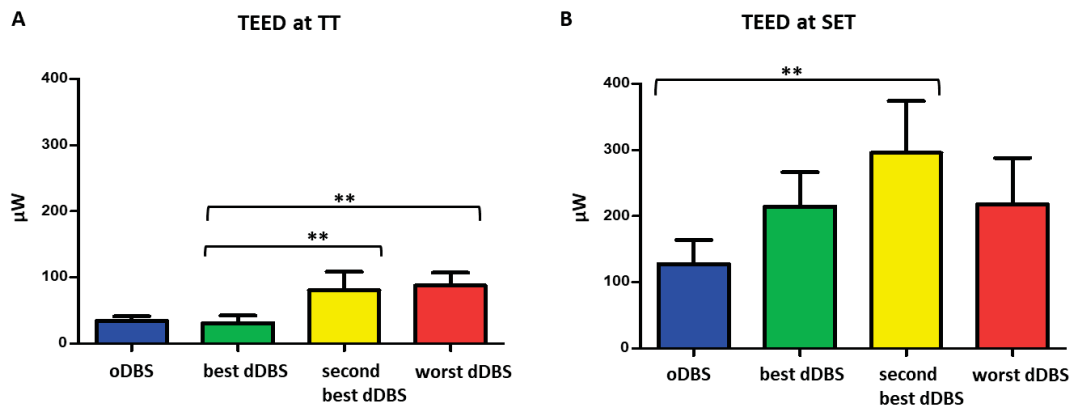 A
TEED at TT
µW
400
300
200
100
0
**
**
oDBS
best dDBS
second
best dDBS
worst dDBS
B
TEED at SET
µW
400
300
200
100
0
**
oDBS
best dDBS
second
best dDBS
worst dDBS